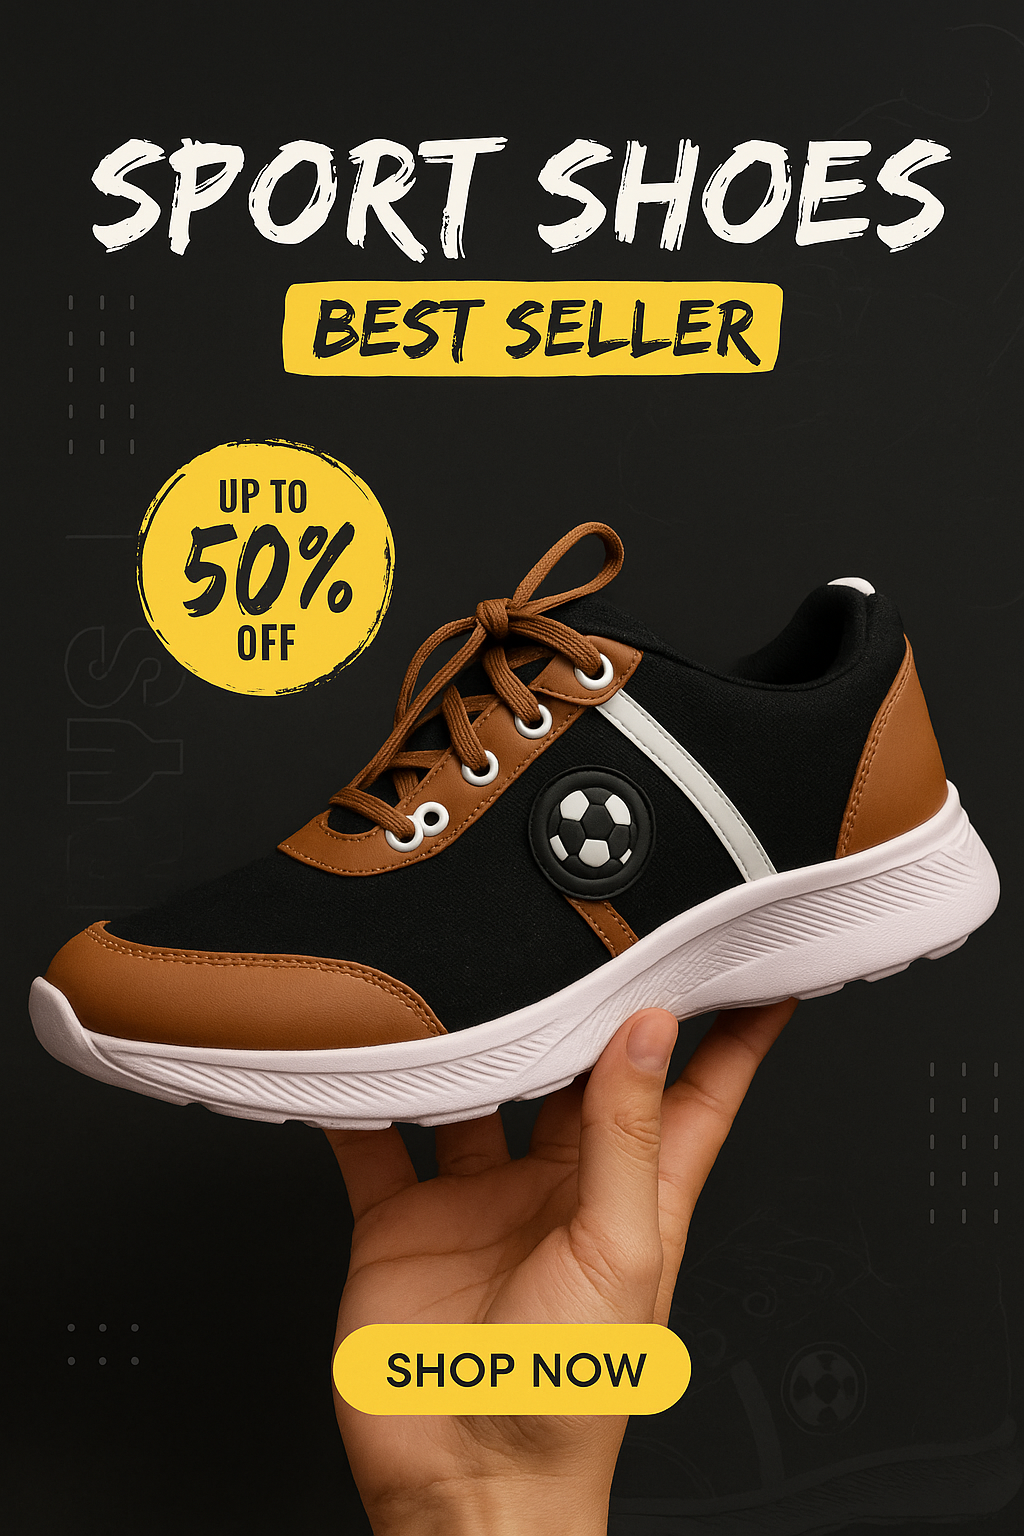 SPORT SHOES
BEST SELLER
UP TO
50%
OFF
SHOP NOW